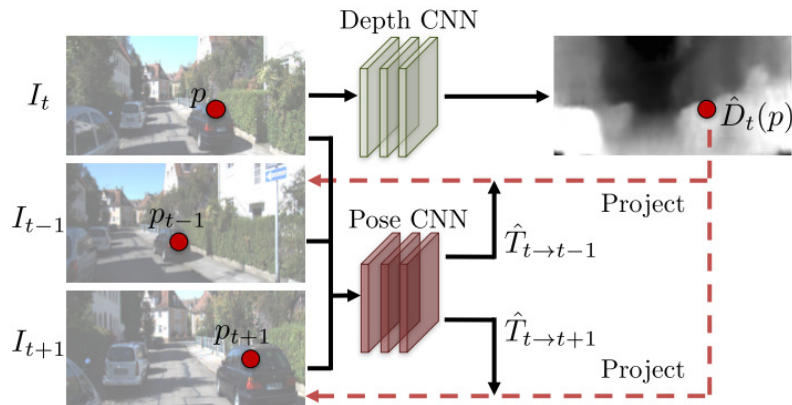 Depth CNN
I_t
p
D̂_t(p)
Project
I_{t−1}
p_{t−1}
Pose CNN
T̂_{t→t−1}
I_{t+1}
p_{t+1}
T̂_{t→t+1}
Project